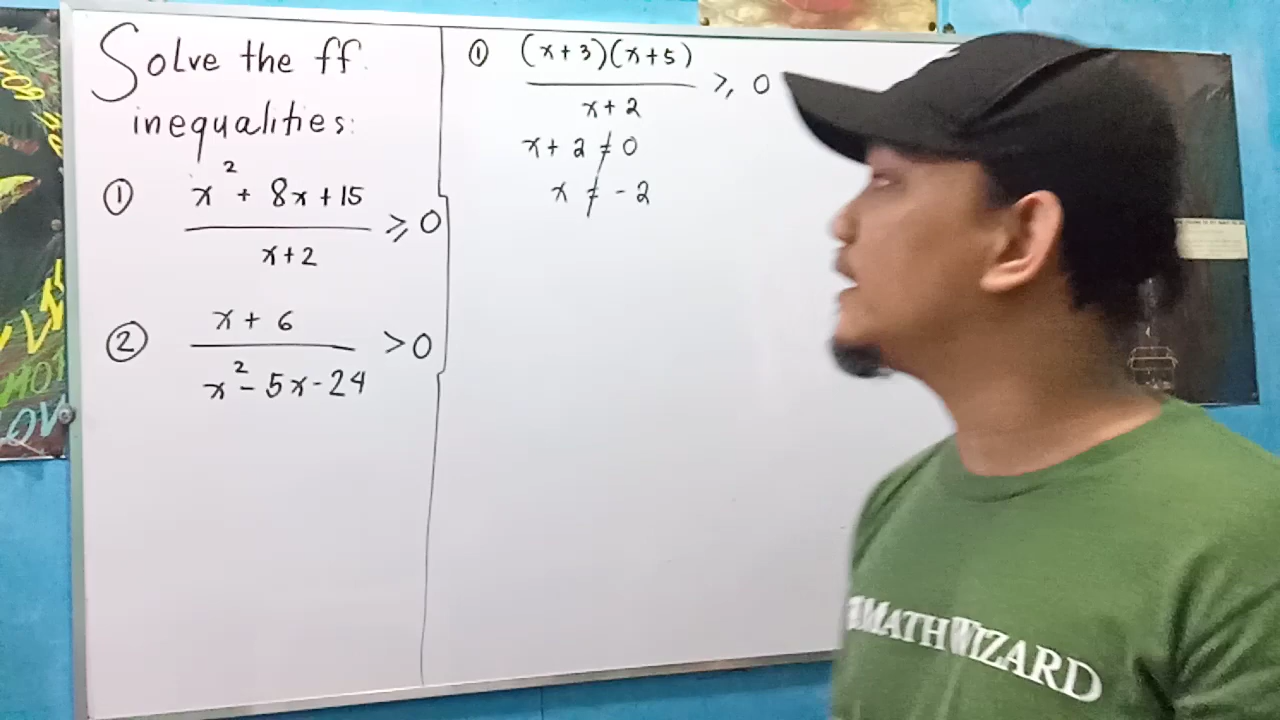 Solve the ff.
inequalities:
① x² + 8x + 15
x + 2
≥ 0
② x + 6
x² - 5x - 24
> 0
① (x + 3)(x + 5)
x + 2
≥ 0
x + 2 ≠ 0
x ≠ - 2
MATHWIZARD